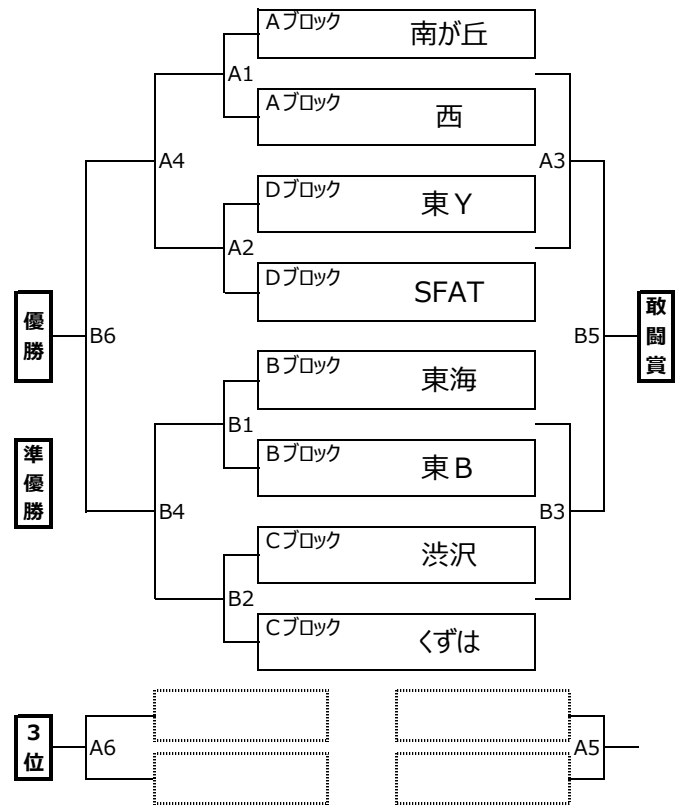 Aブロック 南が丘
A1
Aブロック 西
A4
A3
Dブロック 東Y
A2
Dブロック SFAT
優勝
B6
B5
敢闘賞
Bブロック 東海
B1
Bブロック 東B
準優勝
B4
B3
Cブロック 渋沢
B2
Cブロック くずは
3位
A6
A5